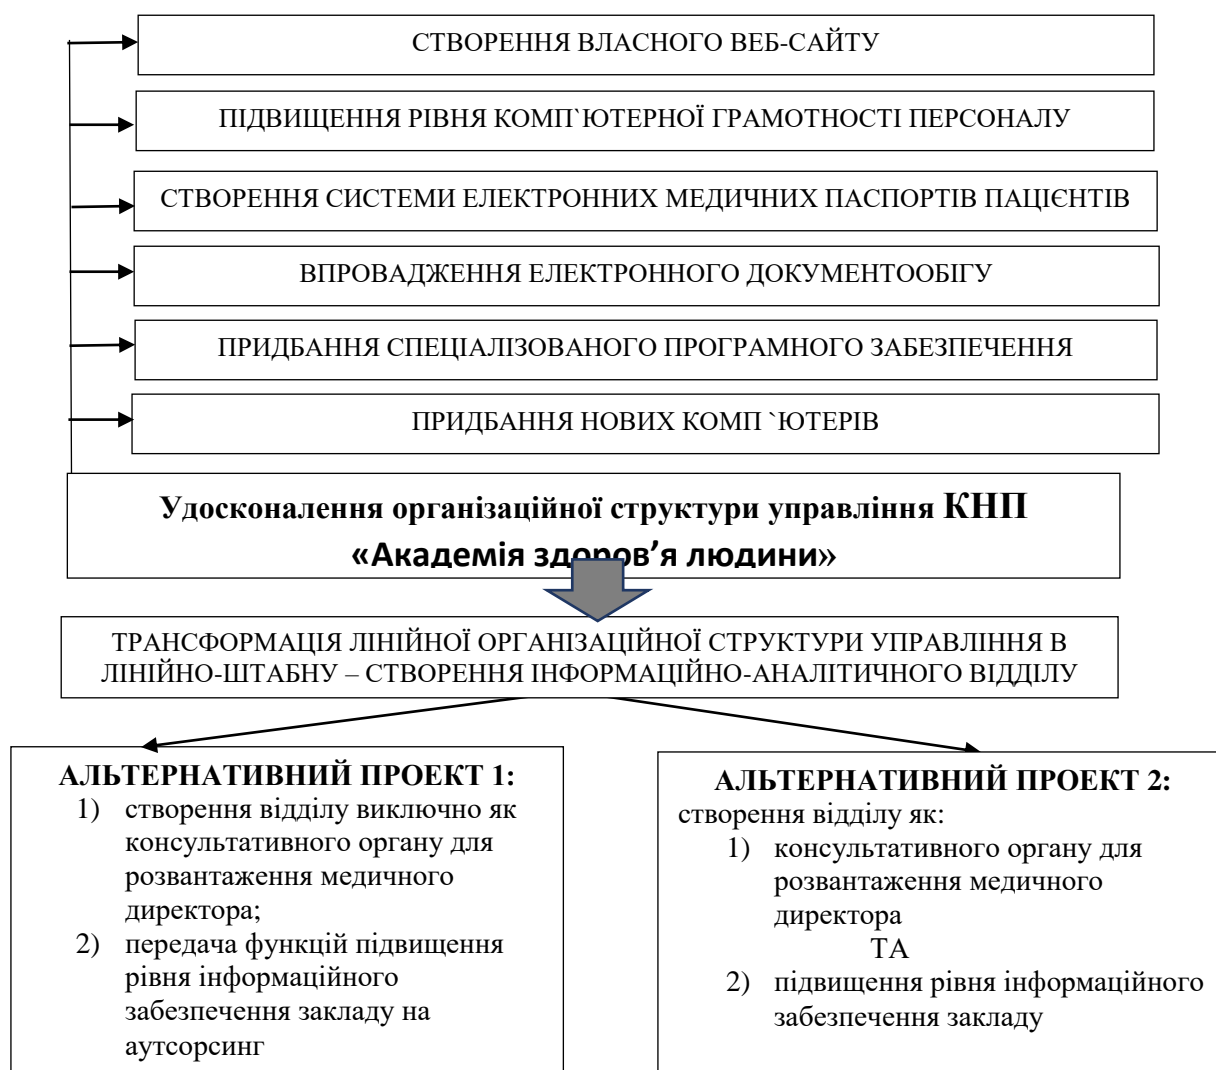 СТВОРЕННЯ ВЛАСНОГО ВЕБ-САЙТУ
ПІДВИЩЕННЯ РІВНЯ КОМП`ЮТЕРНОЇ ГРАМОТНОСТІ ПЕРСОНАЛУ
СТВОРЕННЯ СИСТЕМИ ЕЛЕКТРОННИХ МЕДИЧНИХ ПАСПОРТІВ ПАЦІЄНТІВ
ВПРОВАДЖЕННЯ ЕЛЕКТРОННОГО ДОКУМЕНТООБІГУ
ПРИДБАННЯ СПЕЦІАЛІЗОВАНОГО ПРОГРАМНОГО ЗАБЕЗПЕЧЕННЯ
ПРИДБАННЯ НОВИХ КОМП `ЮТЕРІВ
Удосконалення організаційної структури управління КНП
«Академія здоров’я людини»
ТРАНСФОРМАЦІЯ ЛІНІЙНОЇ ОРГАНІЗАЦІЙНОЇ СТРУКТУРИ УПРАВЛІННЯ В
ЛІНІЙНО-ШТАБНУ – СТВОРЕННЯ ІНФОРМАЦІЙНО-АНАЛІТИЧНОГО ВІДДІЛУ
АЛЬТЕРНАТИВНИЙ ПРОЕКТ 1:
1) створення відділу виключно як
консультативного органу для
розвантаження медичного
директора;
2) передача функцій підвищення
рівня інформаційного
забезпечення закладу на
аутсорсинг
АЛЬТЕРНАТИВНИЙ ПРОЕКТ 2:
створення відділу як:
1) консультативного органу для
розвантаження медичного
директора
ТА
2) підвищення рівня інформаційного
забезпечення закладу